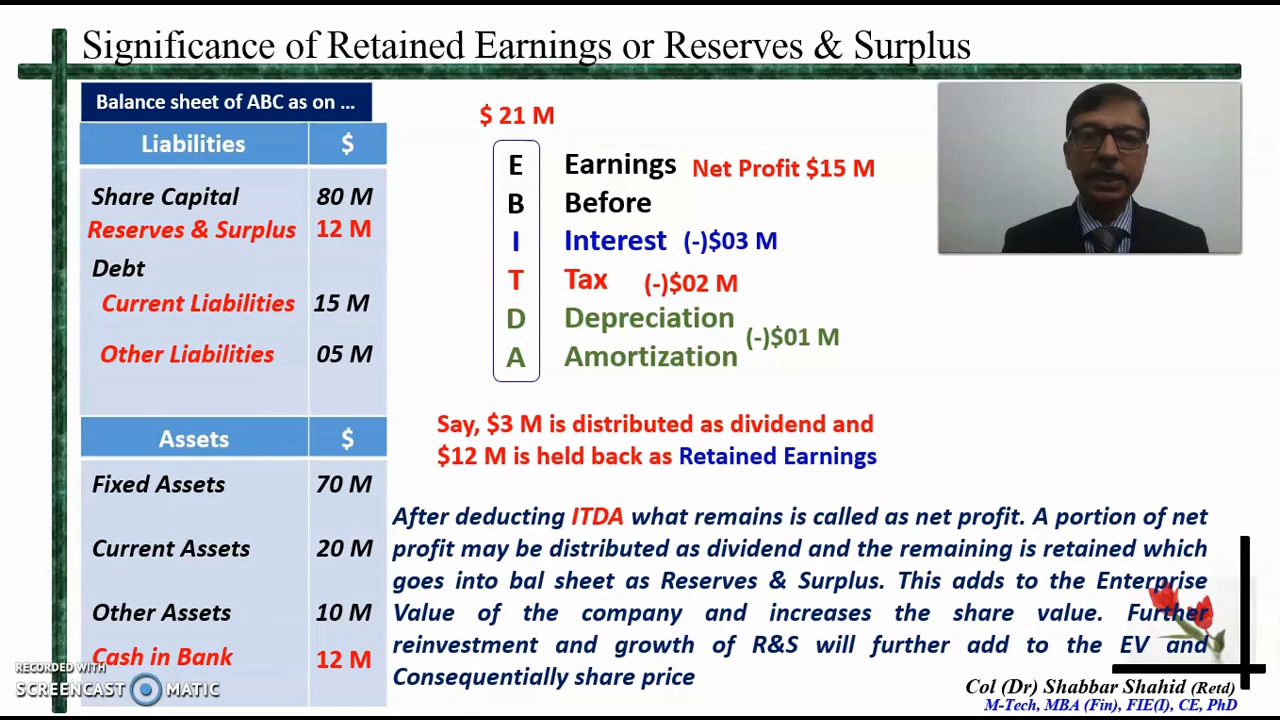 Significance of Retained Earnings or Reserves & Surplus
Balance sheet of ABC as on ...
Liabilities $
Share Capital 80 M
Reserves & Surplus 12 M
Debt
Current Liabilities 15 M
Other Liabilities 05 M
Assets $
Fixed Assets 70 M
Current Assets 20 M
Other Assets 10 M
Cash in Bank 12 M
$ 21 M
E Earnings Net Profit $15 M
B Before
I Interest (-)$03 M
T Tax (-)$02 M
D Depreciation
(-)$01 M
A Amortization
Say, $3 M is distributed as dividend and
$12 M is held back as Retained Earnings
After deducting ITDA what remains is called as net profit. A portion of net
profit may be distributed as dividend and the remaining is retained which
goes into bal sheet as Reserves & Surplus. This adds to the Enterprise
Value of the company and increases the share value. Further
reinvestment and growth of R&S will further add to the EV and
Consequentially share price
RECORDED WITH
SCREENCAST MATIC
Col (Dr) Shabbar Shahid (Retd)
M-Tech, MBA (Fin), FIE(I), CE, PhD